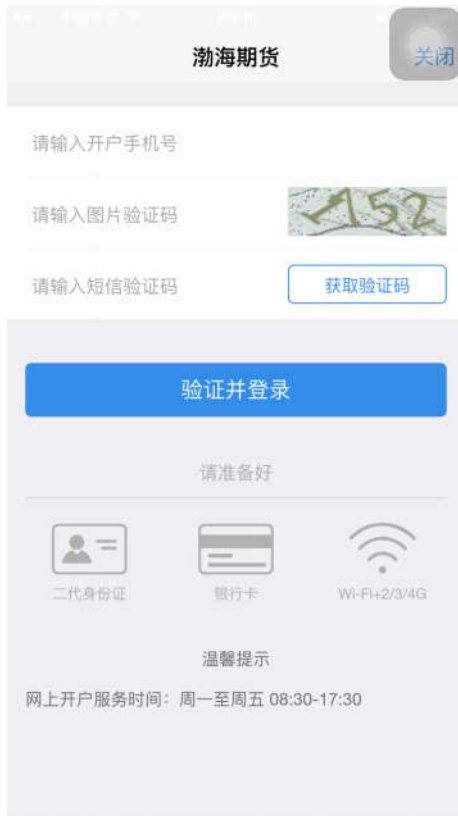 渤海期货
关闭
请输入开户手机号
请输入图片验证码
请输入短信验证码
获取验证码
验证并登录
请准备好
二代身份证 银行卡 Wi-Fi+2/3/4G
温馨提示
网上开户服务时间：周一至周五 08:30-17:30